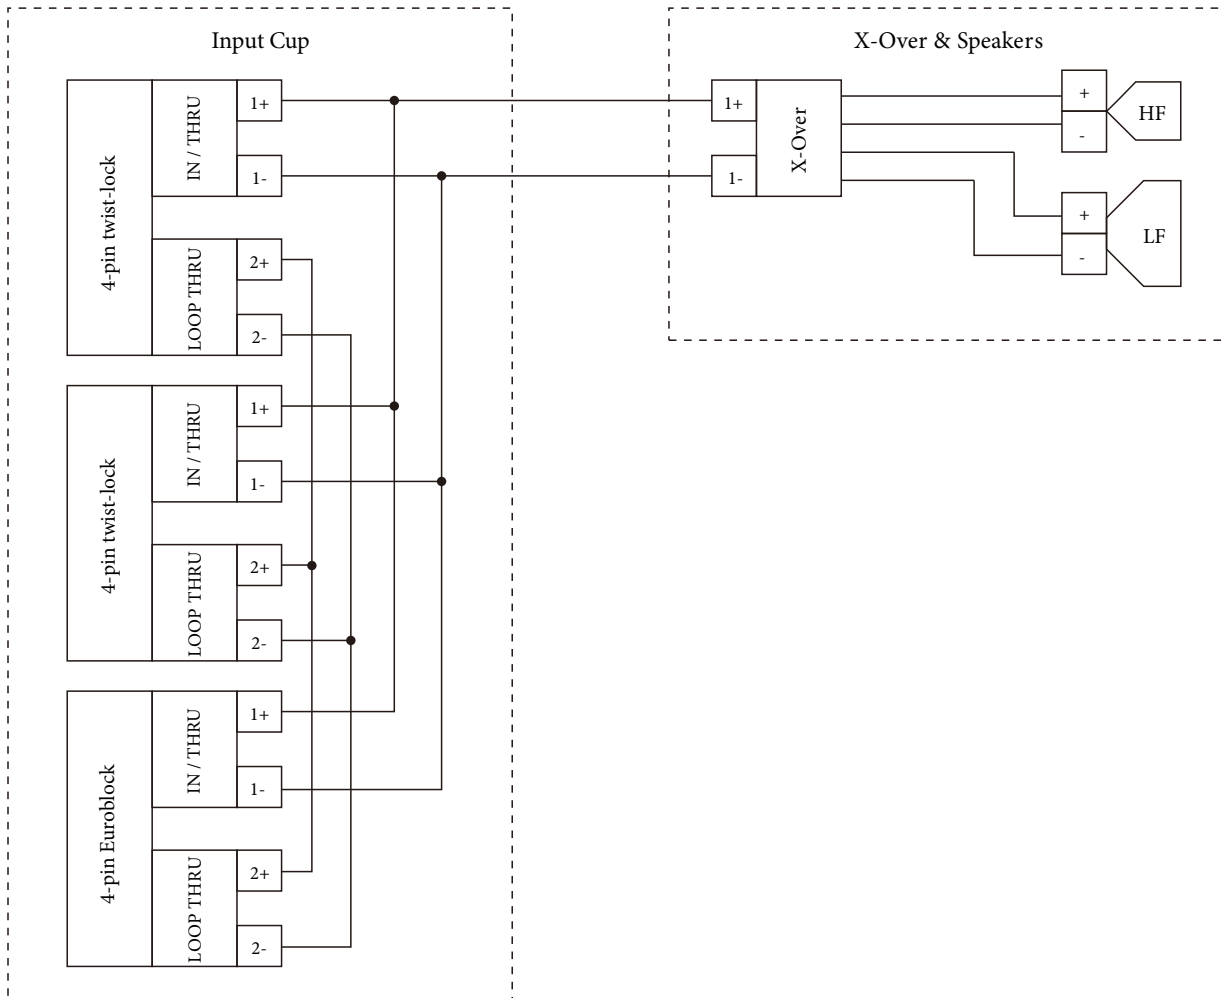 Input Cup
4-pin twist-lock
IN / THRU
1+
1-
LOOP THRU
2+
2-
4-pin twist-lock
IN / THRU
1+
1-
LOOP THRU
2+
2-
4-pin Euroblock
IN / THRU
1+
1-
LOOP THRU
2+
2-
X-Over & Speakers
1+
1-
X-Over
+
-
HF
+
-
LF